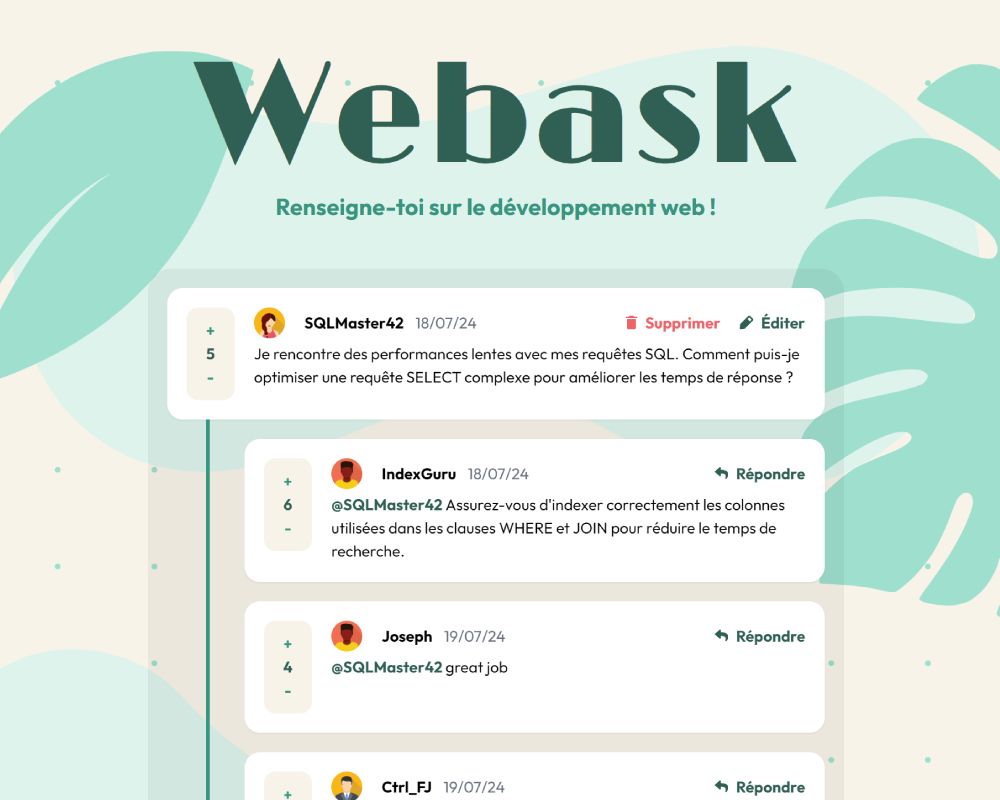 Webask
Renseigne-toi sur le développement web !
+
5
-
SQLMaster42 18/07/24
Supprimer Éditer
Je rencontre des performances lentes avec mes requêtes SQL. Comment puis-je
optimiser une requête SELECT complexe pour améliorer les temps de réponse ?
+
6
-
IndexGuru 18/07/24
Répondre
@SQLMaster42 Assurez-vous d'indexer correctement les colonnes
utilisées dans les clauses WHERE et JOIN pour réduire le temps de
recherche.
+
4
-
Joseph 19/07/24
Répondre
@SQLMaster42 great job
+
Ctrl_FJ 19/07/24
Répondre